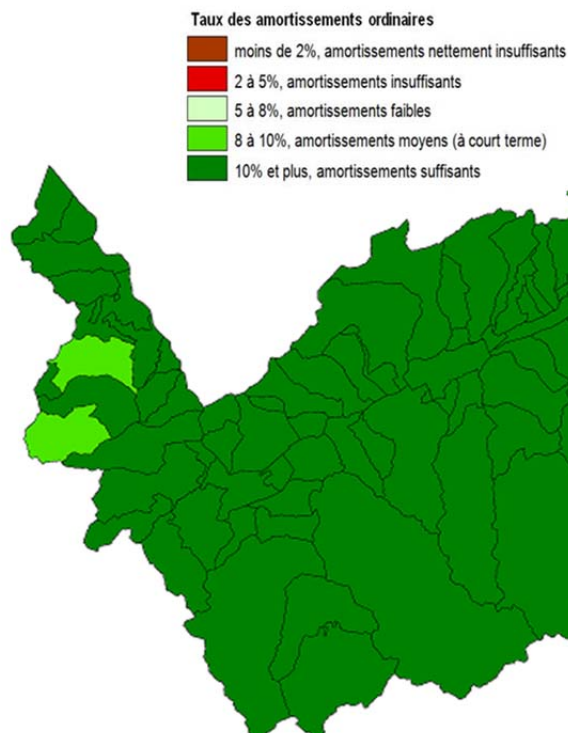 Taux des amortissements ordinaires
moins de 2%, amortissements nettement insuffisants
2 à 5%, amortissements insuffisants
5 à 8%, amortissements faibles
8 à 10%, amortissements moyens (à court terme)
10% et plus, amortissements suffisants